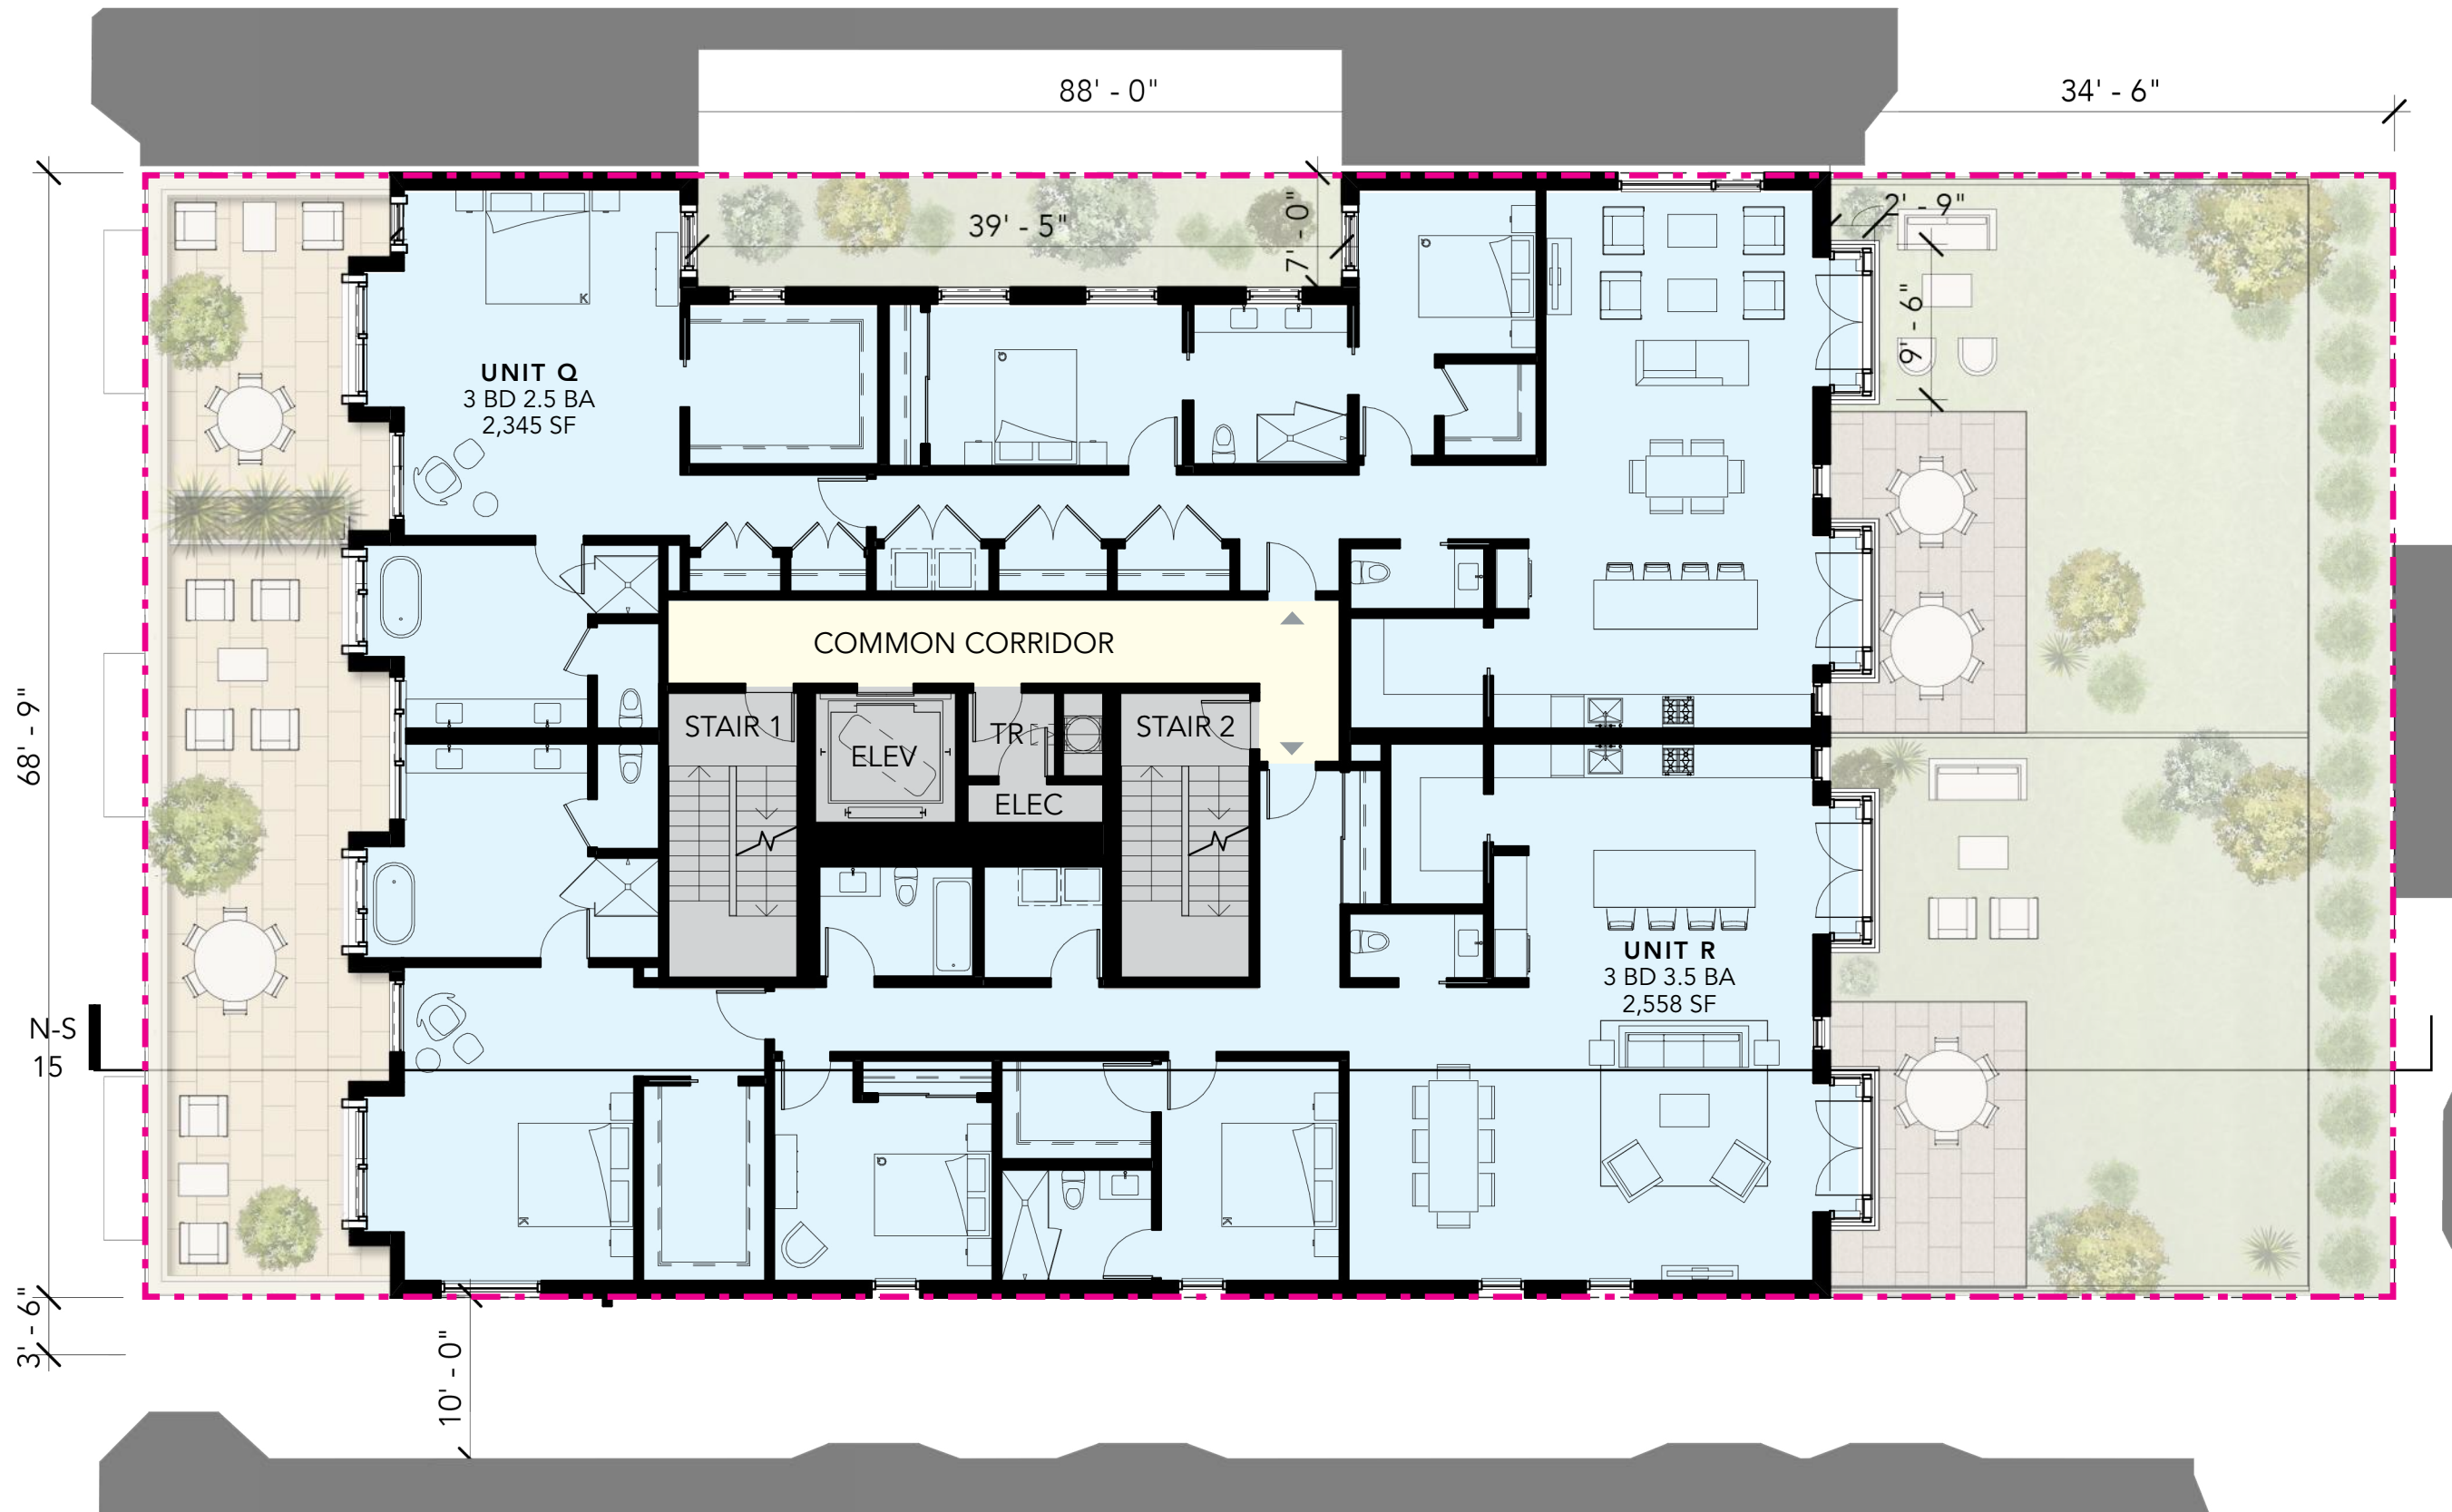 88' - 0"
34' - 6"
2' - 9"
39' - 5"
7' - 0"
9' - 6"
K
Q
Q
UNIT Q
3 BD 2.5 BA
2,345 SF
COMMON CORRIDOR
68' - 9"
STAIR 1
ELEV
TR
STAIR 2
ELEC
UNIT R
3 BD 3.5 BA
2,558 SF
N-S
15
Q
K
K
3' - 6"
10' - 0"